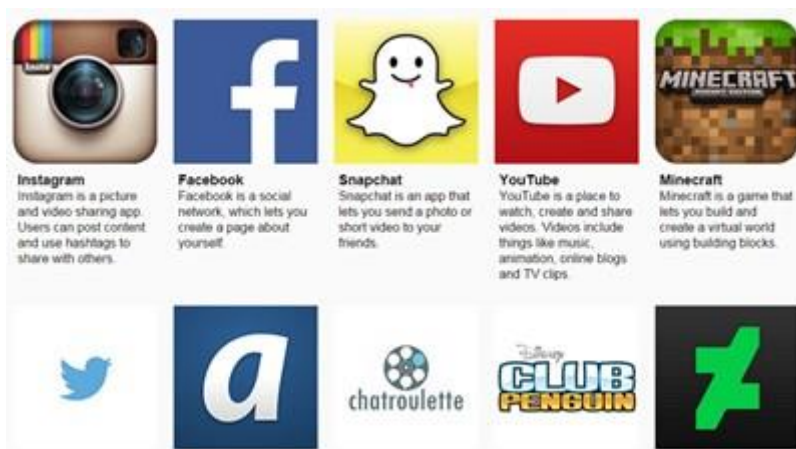 Instagram
Instagram is a picture
and video sharing app.
Users can post content
and use hashtags to
share with others.
Facebook
Facebook is a social
network, which lets you
create a page about
yourself.
Snapchat
Snapchat is an app that
lets you send a photo or
short video to your
friends.
YouTube
YouTube is a place to
watch, create and share
videos. Videos include
things like music,
animation, online blogs
and TV clips.
MINECRAFT
POCKET EDITION
Minecraft
Minecraft is a game that
lets you build and
create a virtual world
using building blocks.
a
chatroulette
Disney
CLUB
PENGUIN